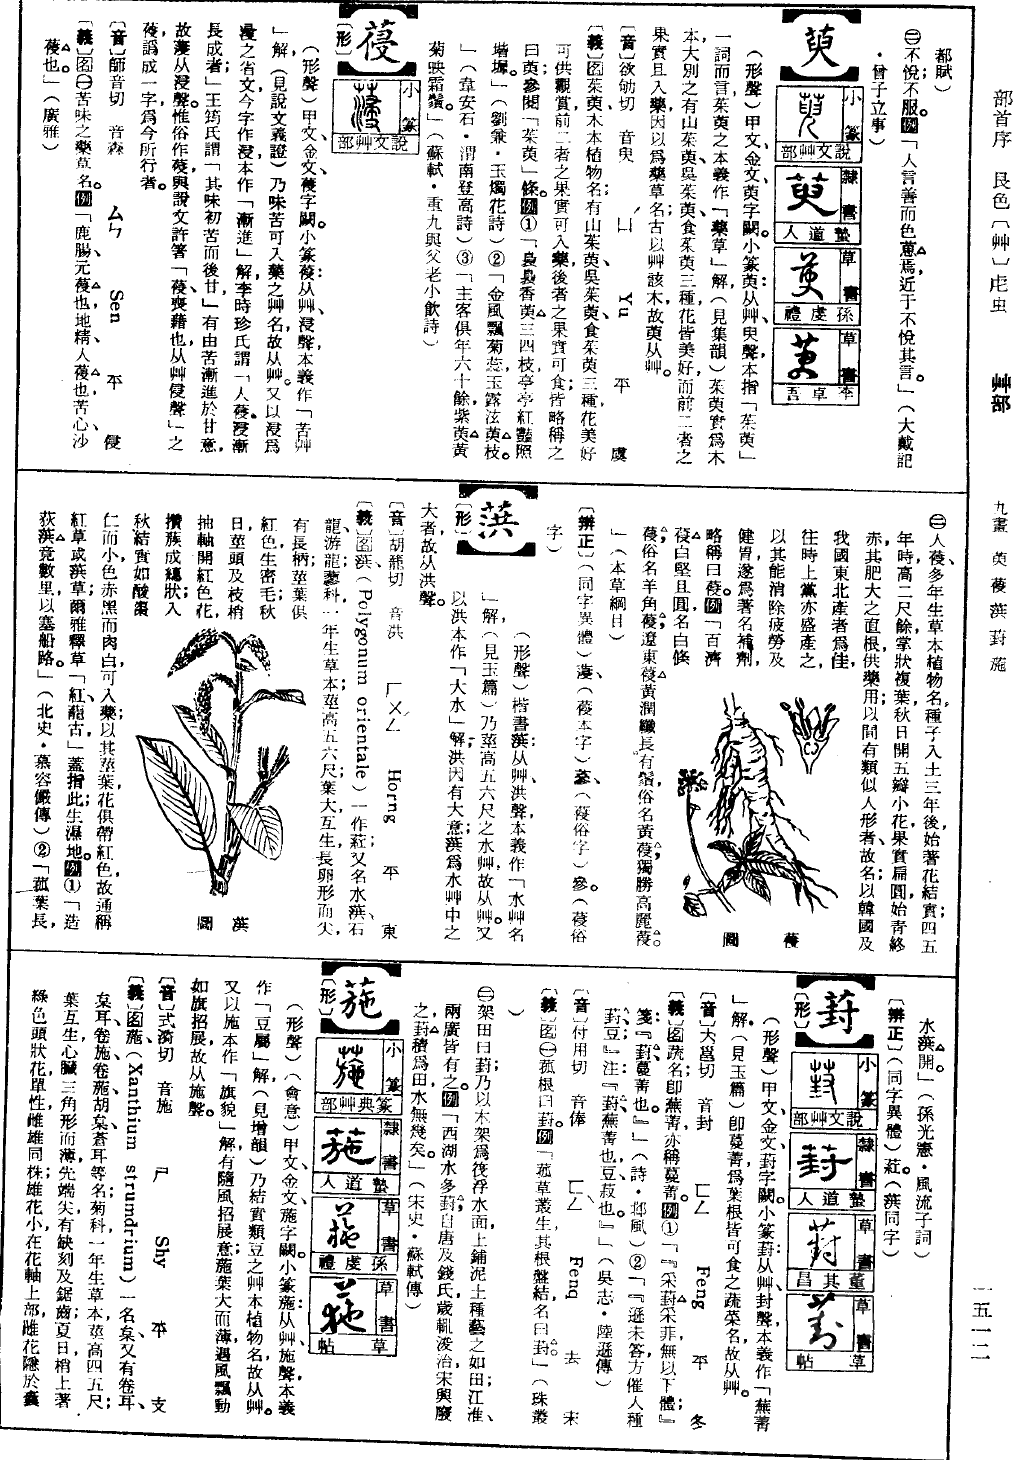 部首序 艮色〔艸〕虍虫 艸部 九畫 萸葠葓葑葹 一五一二
都賦）
㊂不悅；不服。例「人言善而色葸焉，近于不悅其言。」（大戴記
・曾子立事）
萸
小篆 說文艸部
隸書 蟄道人
草書 孫虔禮
草書 李卓吾
〔形〕
（形聲）甲文、金文萸字闕。小篆萸：从艸，臾聲，本指「茱萸」
一詞而言，茱萸之本義作「藥草」解（見集韻），茱萸實爲木
本，大別之有山茱萸、吳茱萸、食茱萸三種，花皆美好，而前二者之
果實且入藥，因以爲藥草名；古以艸該木，故萸从艸。
〔音〕欲劬切 音臾 ㄩ Yu 平 虞
〔義〕图茱萸，木本植物名，有山茱萸、吳茱萸、食茱萸三種，花美好，
可供觀賞，前二者之果實可入藥，後者之果實可食；皆略稱之
曰萸，參閱「茱萸」條。例①「裊裊香萸三四枝，亭亭紅豔照
堦墀。」（劉兼・玉燭花詩）②「金風飄菊蕊，玉露泫萸枝。
」（韋安石・渭南登高詩）③「主客俱年六十餘，紫萸黃
菊映霜鬚。」（蘇軾・重九與父老小飲詩）
葠
小篆 說文艸部
〔形〕
（形聲）甲文、金文葠字闕。小篆葠：从艸，浸聲，本義作「苦艸
」解（見說文義證），乃味苦可入藥之艸名，故从艸。又以浸爲
濅之省文，今字作浸，本作「漸進」解，李時珍氏謂「人葠，浸漸
長成者」；王筠氏謂「其味初苦而後甘」，有由苦漸進於甘意，
故蓡从浸聲。惟俗作葠，與說文許箸「葠，喪藉也，从艸侵聲」之
葠譌成一字，爲今所行者。
〔音〕師音切 音森 ㄙㄣ Sen 平 侵
〔義〕图㊀苦味之藥草名。例「鹿腸，元葠也；地精，人葠也；苦心，沙
葠也。」（廣雅）
㊁人葠，多年生草本植物名，種子入土三年後始著花結實；四五
年時高二尺餘，掌狀複葉，秋日開五瓣小花，果實扁圓，始青終
赤，其肥大之直根供藥用；以間有類似人形者，故名；以韓國及
我國東北產者爲佳，
往時上黨亦盛產之，
以其能消除疲勞及
健胃，遂爲著名補劑，
略稱曰葠。例「百濟
葠白堅且圓，名白條
葠，俗名羊角葠；遼東葠黃潤纖長有鬚，俗名黃葠，獨勝；高麗葠。
」（本草綱目）
葠圖
〔辨正〕（同字異體）蓡（葠本字）蔘（葠俗字）參。（葠俗
字）
葓
〔形〕
（形聲）楷書葓：从艸，洪聲，本義作「水艸名
」解（見玉篇），乃莖高五六尺之水艸，故从艸。又
以洪本作「大水」解，洪因有大意，葓爲水艸中之
大者，故从洪聲。
〔音〕胡籠切 音洪 ㄏㄨㄥ Horng 平 東
〔義〕图葓（Polygonum orientale）一作葒，又名水葓、石
龍、游龍；蓼科，一年生草本，莖高五六尺；葉大互生，長卵形而尖，
有長柄，莖葉俱
紅色，生密毛；秋
日莖頭及枝梢
抽軸開紅色花，
攢簇成穗狀，入
秋結實如酸棗
仁而小，色赤黑而肉白，可入藥；以其莖葉花俱帶紅色，故通稱
紅草或葓草；爾雅釋草「紅，蘢古」，蓋指此；生濕地。例①「造
荻葓竟數里，以塞船路。」（北史・慕容儼傳）②「菰葉長，
葓圖
水葓開。」（孫光憲・風流子詞）
〔辨正〕（同字異體）葒。（葓同字）
葑
小篆 說文艸部
隸書 蟄道人
草書 董其昌
草書 草帖
〔形〕
（形聲）甲文、金文葑字闕。小篆葑：从艸，封聲，本義作「蕪菁
」解（見玉篇），即蔓菁，爲葉根皆可食之蔬菜名，故从艸。
〔音〕大邕切 音封 ㄈㄥ Feng 平 冬
〔義〕图蔬名，卽蕪菁，亦稱蔓菁。例①「『采葑采菲，無以下體』
箋『葑，蔓菁也。』」（詩・邶風）②「『遜未答，方催人種
葑豆』注『葑，蕪菁也；豆，菽也。』」（吳志・陸遜傳）
〔音〕付用切 音俸 ㄈㄥˋ Fenq 去 宋
〔義〕图㊀菰根曰葑。例「菰草叢生，其根盤結，名曰葑。」（珠叢
）
㊁架田曰葑，乃以木架爲筏，浮水面上，鋪泥土種藝之如田；江淮、
兩廣皆有之。例「西湖水多葑，自唐及錢氏，歲輒浚治，宋興，廢
之，葑積爲田，水無幾矣。」（宋史・蘇軾傳）
葹
小篆 篆典艸部
隸書 蟄道人
草書 孫虔禮
草書 草帖
〔形〕
（形聲）（會意）甲文、金文葹字闕。小篆葹：从艸，施聲，本義
作「豆屬」解（見增韻），乃結實類豆之艸本植物名，故从艸。
又以施本作「旗貌」解，有隨風招展意；葹葉大而薄，遇風飄動
如旗招展，故从施聲。
〔音〕式漪切 音施 ㄕ Shy 平 支
〔義〕图葹（Xanthium strundrium）一名枲，又有卷耳、
枲耳、卷施、卷葹、胡枲、蒼耳等名；菊科，一年生草本，莖高四五尺；
葉互生，心臟三角形而薄，先端尖，有缺刻及鋸齒；夏日梢上著
綠色頭狀花，單性，雌雄同株，雄花小，在花軸上部，雌花隱於囊